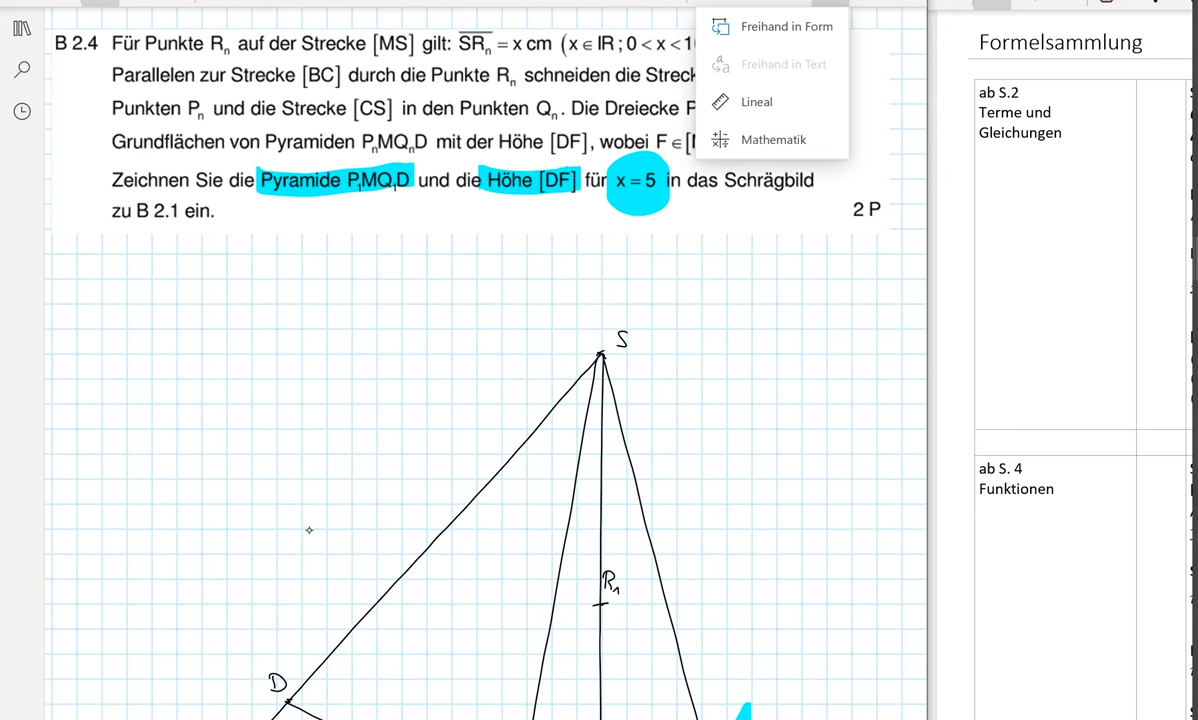 B 2.4 Für Punkte Rₙ auf der Strecke [MS] gilt: S̅R̅ₙ = x cm (x ∈ IR ; 0 < x < 1
Parallelen zur Strecke [BC] durch die Punkte Rₙ schneiden die
Punkten Pₙ und die Strecke [CS] in den Punkten Qₙ. Die Dreiecke P
Grundflächen von Pyramiden PₙMQₙD mit der Höhe [DF], wobei F ∈ [
Zeichnen Sie die Pyramide P₁MQ₁D und die Höhe [DF] für x = 5 in das Schrägbild
zu B 2.1 ein.
2 P
Freihand in Form
Freihand in Text
Lineal
Mathematik
S
R₁
D
Formelsammlung
ab S.2
Terme und
Gleichungen
ab S. 4
Funktionen